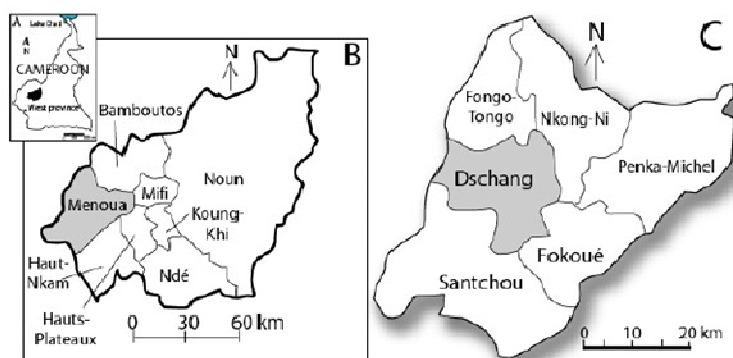 A
Lake Chad
N
CAMEROON
West province
B
N
Bamboutos
Noun
Mifi
Menoua
Koung-
Khi
Haut-
Nkam
Ndé
Hauts-
Plateaux
0 30 60 km
C
N
Fongo-
Tongo
Nkong-Ni
Penka-Michel
Dschang
Fokoué
Santchou
0 10 20 km